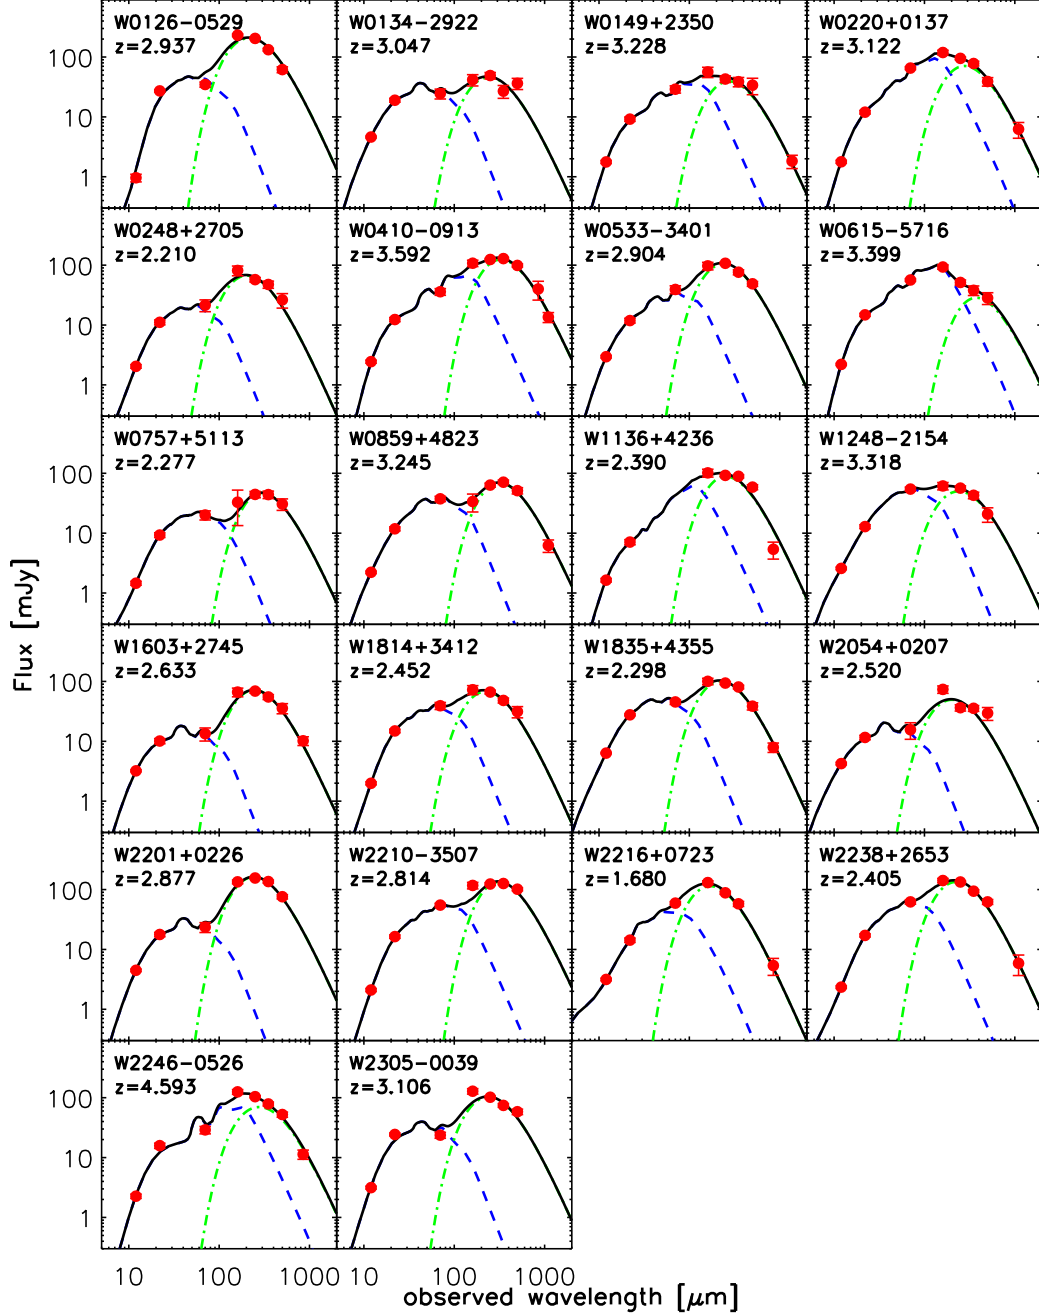 W0126-0529
z=2.937
W0134-2922
z=3.047
W0149+2350
z=3.228
W0220+0137
z=3.122
100
10
1
W0248+2705
z=2.210
W0410-0913
z=3.592
W0533-3401
z=2.904
W0615-5716
z=3.399
100
10
1
W0757+5113
z=2.277
W0859+4823
z=3.245
W1136+4236
z=2.390
W1248-2154
z=3.318
100
10
1
Flux [mJy]
W1603+2745
z=2.633
W1814+3412
z=2.452
W1835+4355
z=2.298
W2054+0207
z=2.520
100
10
1
W2201+0226
z=2.877
W2210-3507
z=2.814
W2216+0723
z=1.680
W2238+2653
z=2.405
100
10
1
W2246-0526
z=4.593
W2305-0039
z=3.106
100
10
1
10 100 1000 10 100 1000
observed wavelength [μm]